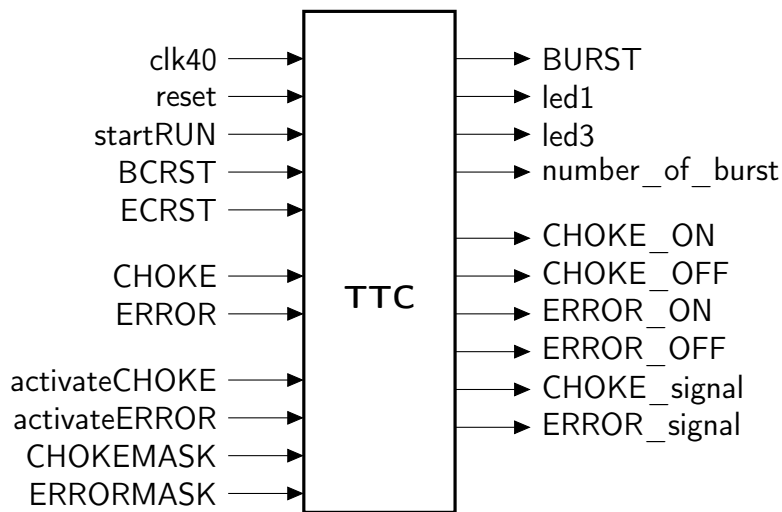 clk40
reset
startRUN
BCRST
ECRST
CHOKE
ERROR
activateCHOKE
activateERROR
CHOKEMASK
ERRORMASK
TTC
BURST
led1
led3
number_of_burst
CHOKE_ON
CHOKE_OFF
ERROR_ON
ERROR_OFF
CHOKE_signal
ERROR_signal